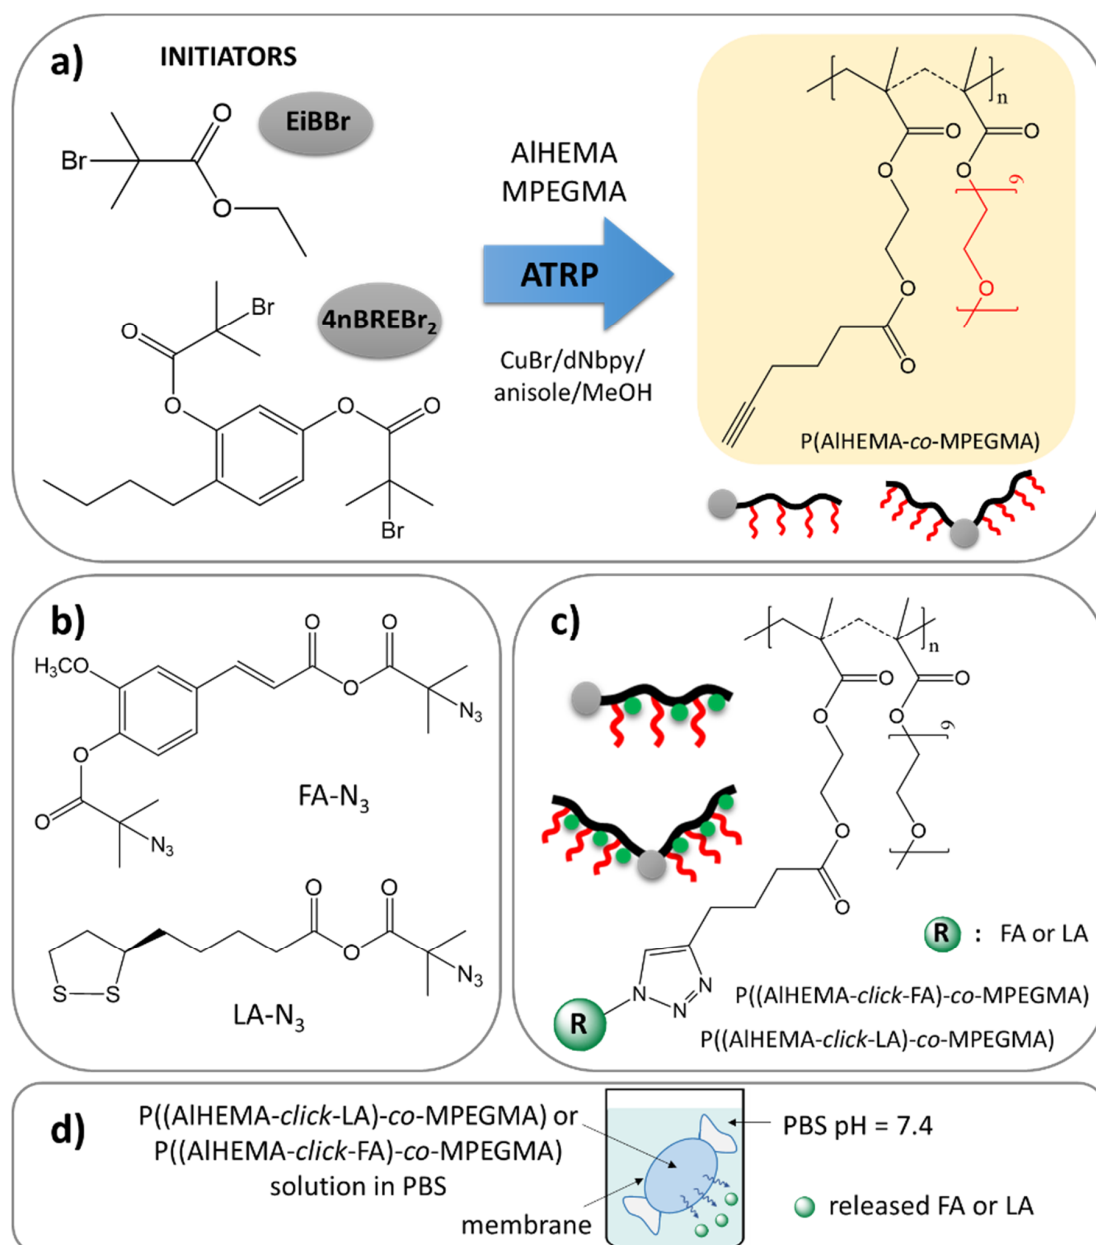 a)
INITIATORS
EiBBr
Br
O
O
4nBREBr₂
Br
O
O
O
O
Br
AlHEMA
MPEGMA
ATRP
CuBr/dNbpy/
anisole/MeOH
n
O
O
O
O
9
O
O
O
P(AlHEMA-co-MPEGMA)
b)
O
O
H₃CO
O
N₃
O
O
N₃
FA-N₃
O
O
O
N₃
S
S
LA-N₃
c)
n
O
O
O
O
9
O
O
O
N
N
N
R
R : FA or LA
P((AlHEMA-click-FA)-co-MPEGMA)
P((AlHEMA-click-LA)-co-MPEGMA)
d)
P((AlHEMA-click-LA)-co-MPEGMA) or
P((AlHEMA-click-FA)-co-MPEGMA)
solution in PBS
membrane
PBS pH = 7.4
released FA or LA